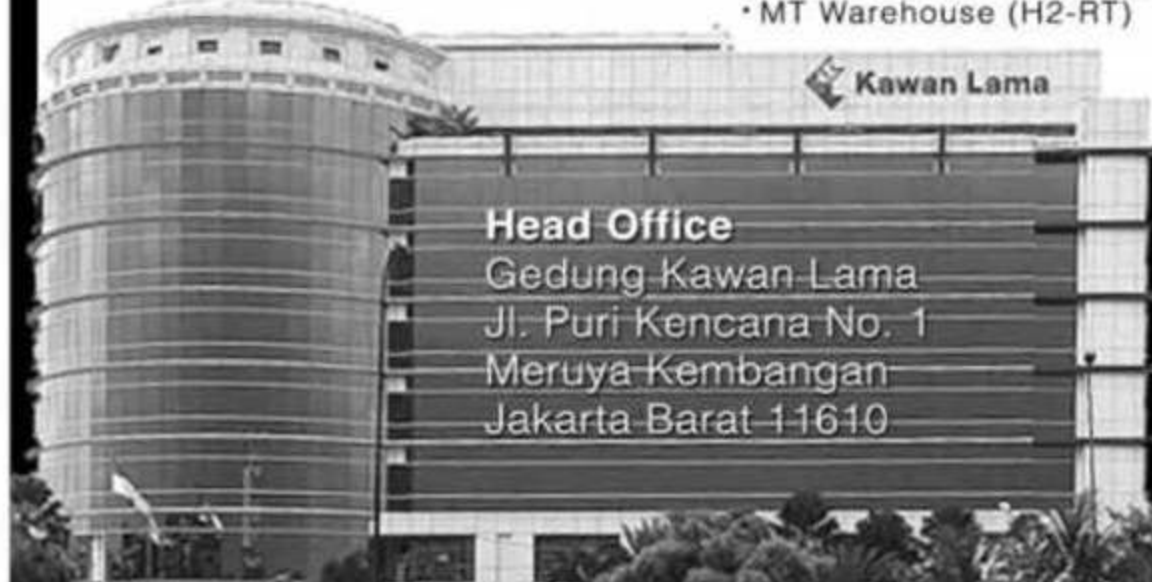 · MT Warehouse (H2-RT)
Kawan Lama
Head Office
Gedung Kawan Lama
Jl. Puri Kencana No. 1
Meruya Kembangan
Jakarta Barat 11610